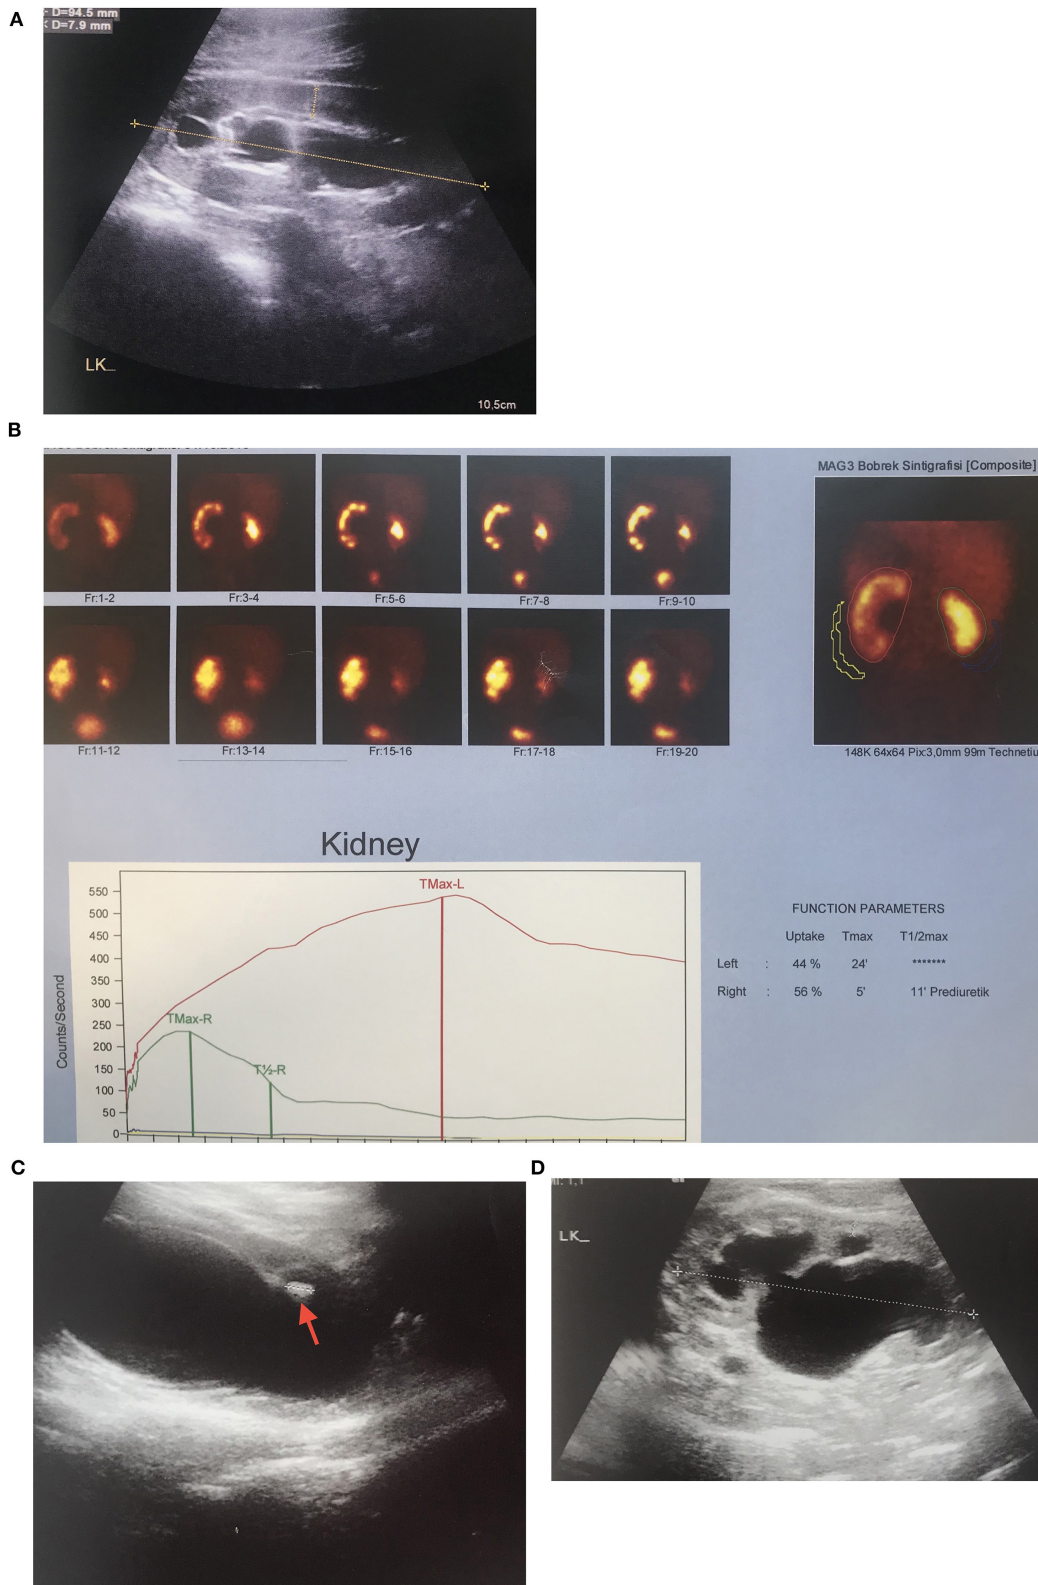 A
D=94.5 mm
D=7.9 mm
LK_
10,5cm
B
MAG3 Bobrek Sintigrafisi [Composite]
Fr:1-2
Fr:3-4
Fr:5-6
Fr:7-8
Fr:9-10
Fr:11-12
Fr:13-14
Fr:15-16
Fr:17-18
Fr:19-20
148K 64x64 Pix:3,0mm 99m Technetiu
Kidney
TMax-L
TMax-R
T½-R
Counts/Second
550
500
450
400
350
300
250
200
150
100
50
0
FUNCTION PARAMETERS
Uptake Tmax T1/2max
Left : 44 % 24' *******
Right : 56 % 5' 11' Prediuretik
C
D
LK_